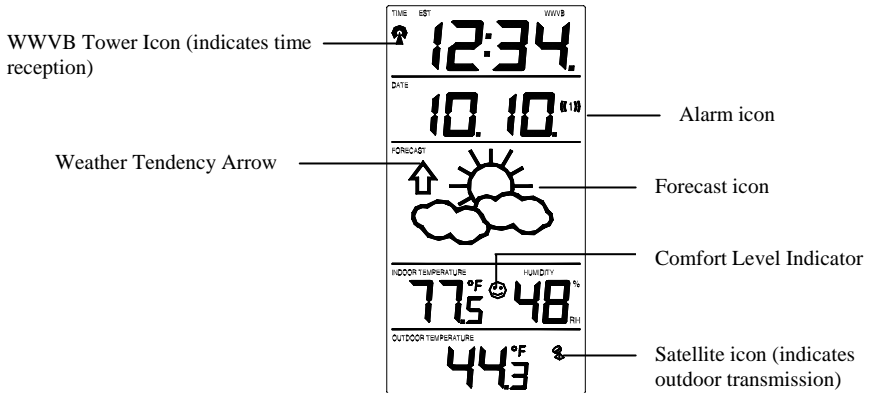 TIME EST WWVB
12:34.
DATE
10. 10. ((1))
FORECAST
INDOOR TEMPERATURE HUMIDITY
77.5 °F 48 % RH
OUTDOOR TEMPERATURE
44.3 °F
WWVB Tower Icon (indicates time
reception)
Weather Tendency Arrow
Alarm icon
Forecast icon
Comfort Level Indicator
Satellite icon (indicates
outdoor transmission)